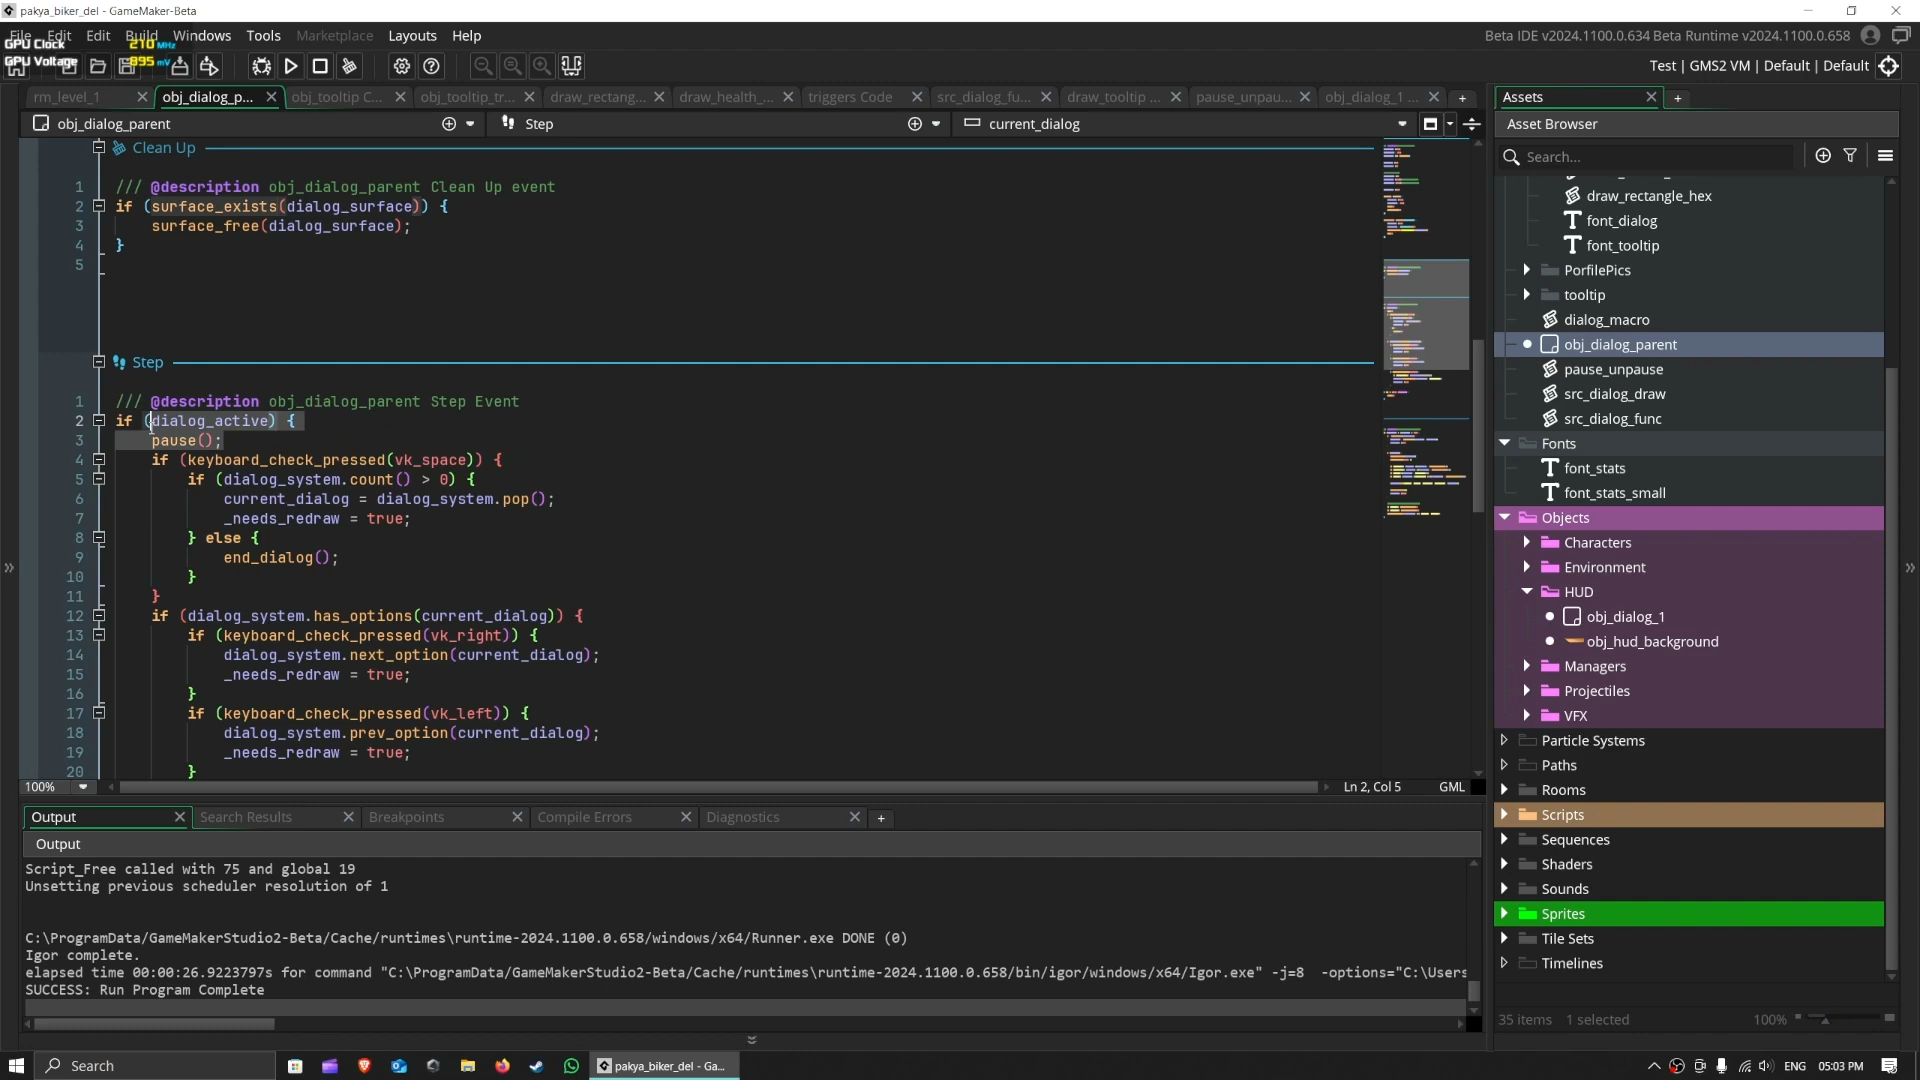 pakya_biker_del - GameMaker-Beta
File Edit Edit Build Windows Tools Marketplace Layouts Help
Beta IDE v2024.1100.0.634 Beta Runtime v2024.1100.0.658
GPU Clock 210 MHz
GPU Voltage 895 mV
Test | GMS2 VM | Default | Default
rm_level_1
obj_dialog_p...
obj_tooltip C...
obj_tooltip_tr...
draw_rectang...
draw_health_...
triggers Code
src_dialog_fu...
draw_tooltip ...
pause_unpau...
obj_dialog_1 ...
obj_dialog_parent
Step
current_dialog
Clean Up
1 /// @description obj_dialog_parent Clean Up event
2 if (surface_exists(dialog_surface)) {
3 surface_free(dialog_surface);
4 }
5
Step
1 /// @description obj_dialog_parent Step Event
2 if (dialog_active) {
3 pause();
4 if (keyboard_check_pressed(vk_space)) {
5 if (dialog_system.count() > 0) {
6 current_dialog = dialog_system.pop();
7 _needs_redraw = true;
8 } else {
9 end_dialog();
10 }
11 }
12 if (dialog_system.has_options(current_dialog)) {
13 if (keyboard_check_pressed(vk_right)) {
14 dialog_system.next_option(current_dialog);
15 _needs_redraw = true;
16 }
17 if (keyboard_check_pressed(vk_left)) {
18 dialog_system.prev_option(current_dialog);
19 _needs_redraw = true;
20 }
100%
Ln 2, Col 5
GML
Output
Search Results
Breakpoints
Compile Errors
Diagnostics
Output
Script_Free called with 75 and global 19
Unsetting previous scheduler resolution of 1
C:\ProgramData/GameMakerStudio2-Beta/Cache/runtimes\runtime-2024.1100.0.658/windows/x64/Runner.exe DONE (0)
Igor complete.
elapsed time 00:00:26.9223797s for command "C:\ProgramData/GameMakerStudio2-Beta/Cache/runtimes\runtime-2024.1100.0.658/bin/igor/windows/x64/Igor.exe" -j=8 -options="C:\Users
SUCCESS: Run Program Complete
Assets
Asset Browser
Search...
draw_rectangle_hex
font_dialog
font_tooltip
PorfilePics
tooltip
dialog_macro
obj_dialog_parent
pause_unpause
src_dialog_draw
src_dialog_func
Fonts
font_stats
font_stats_small
Objects
Characters
Environment
HUD
obj_dialog_1
obj_hud_background
Managers
Projectiles
VFX
Particle Systems
Paths
Rooms
Scripts
Sequences
Shaders
Sounds
Sprites
Tile Sets
Timelines
35 items 1 selected
100%
Search
pakya_biker_del - Ga...
ENG
05:03 PM